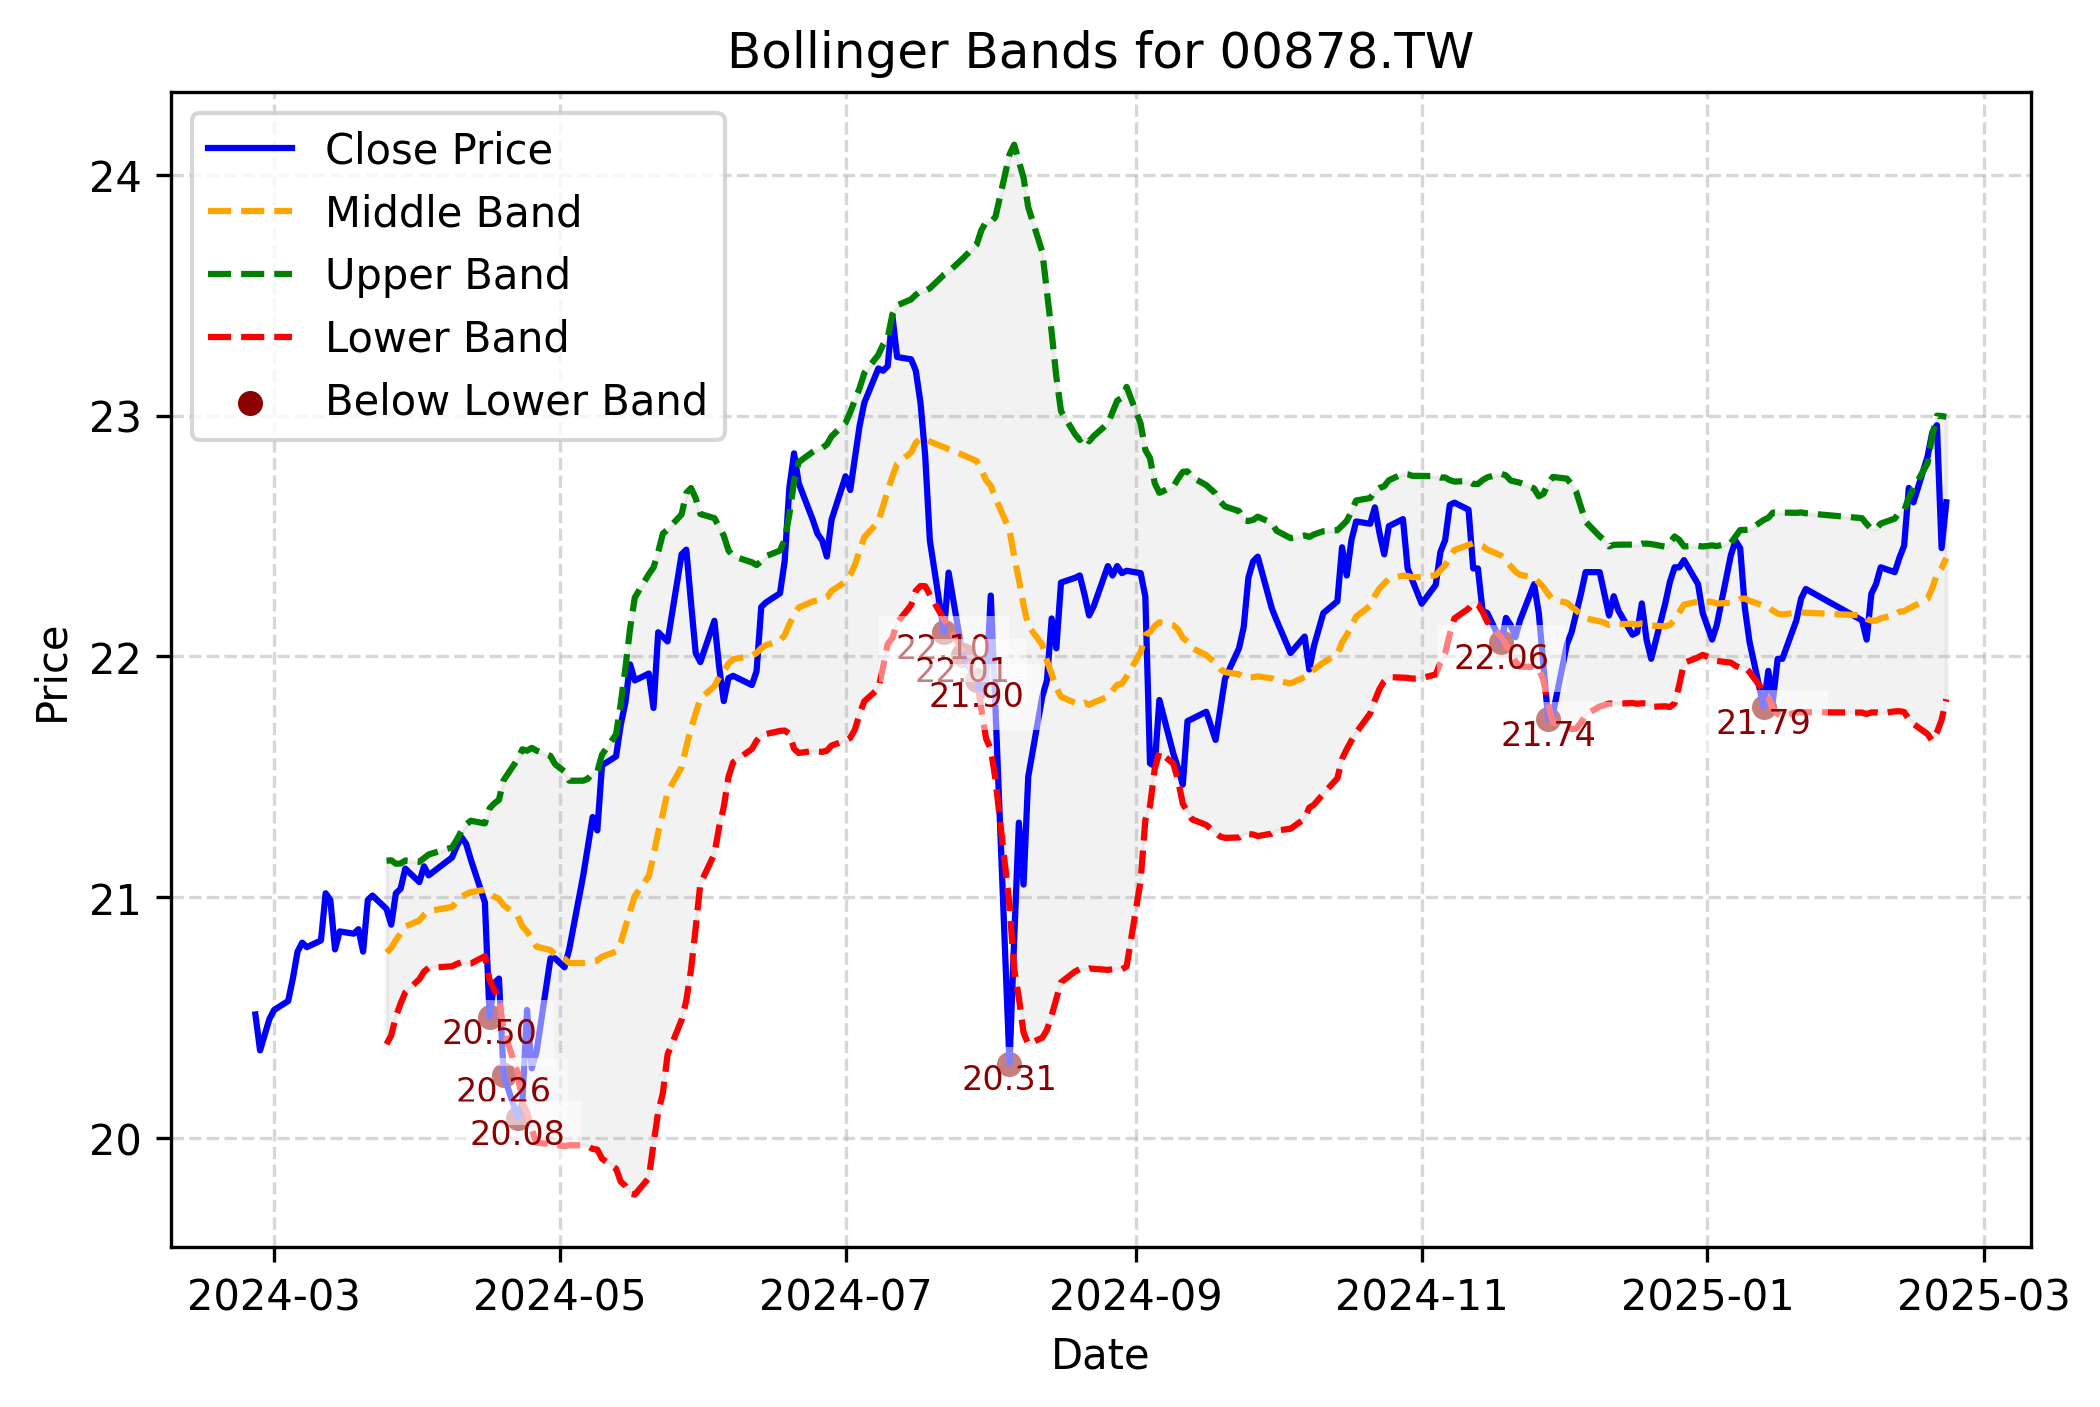 Bollinger Bands for 00878.TW
Close Price
Middle Band
Upper Band
Lower Band
Below Lower Band
24
23
22
21
20
Price
22.10
22.01
21.90
22.06
21.74
21.79
20.50
20.26
20.08
20.31
2024-03
2024-05
2024-07
2024-09
2024-11
2025-01
2025-03
Date